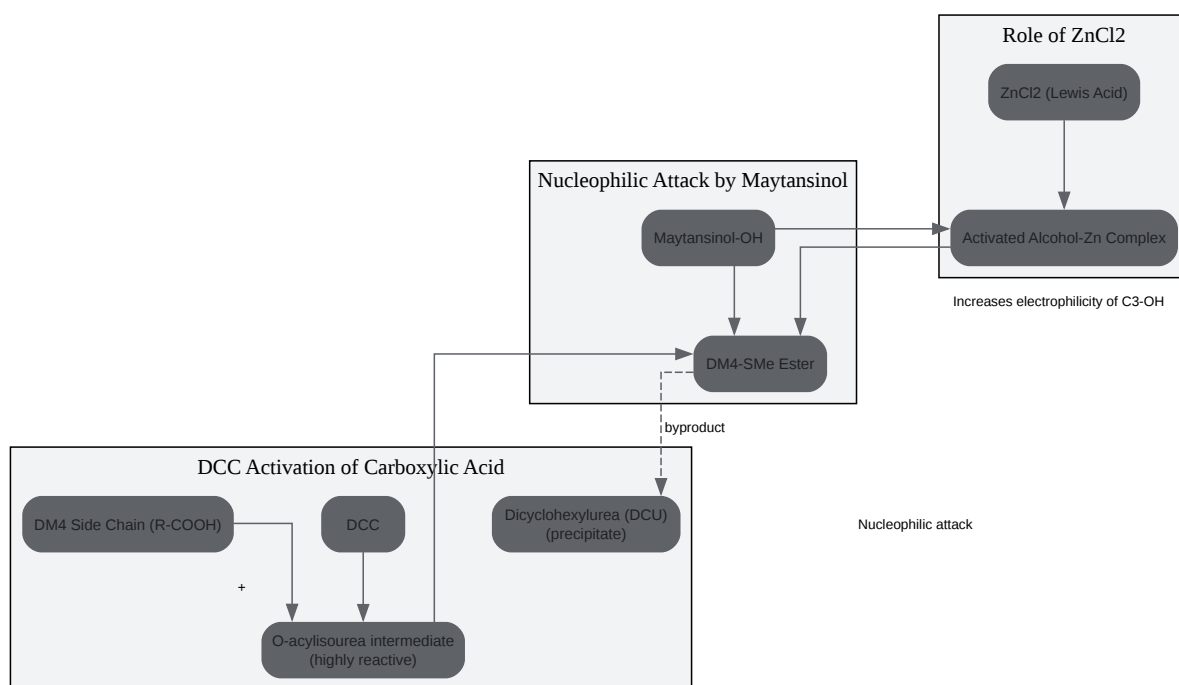 Role of ZnCl2
ZnCl2 (Lewis Acid)
Nucleophilic Attack by Maytansinol
Maytansinol-OH
Activated Alcohol-Zn Complex
Increases electrophilicity of C3-OH
DM4-SMe Ester
byproduct
DCC Activation of Carboxylic Acid
DM4 Side Chain (R-COOH)
DCC
Dicyclohexylurea (DCU)
(precipitate)
Nucleophilic attack
+
O-acylisourea intermediate
(highly reactive)